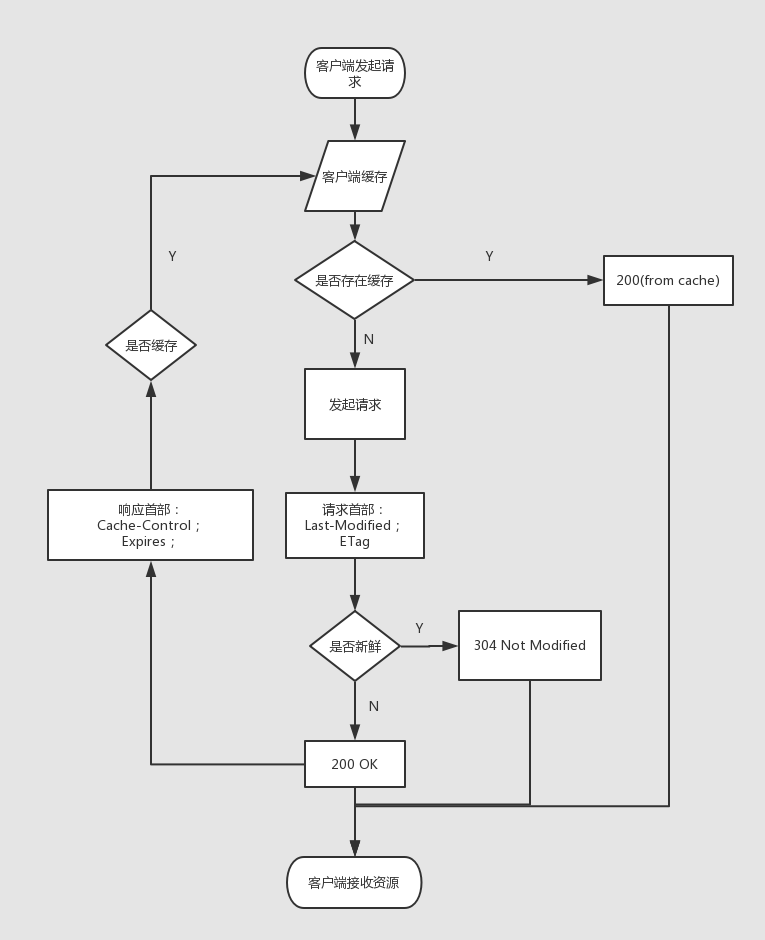 客户端发起请
求
客户端缓存
Y
Y
是否存在缓存
200(from cache)
N
是否缓存
发起请求
响应首部：
Cache-Control；
Expires；
请求首部：
Last-Modified；
ETag
是否新鲜
Y
304 Not Modified
N
200 OK
客户端接收资源